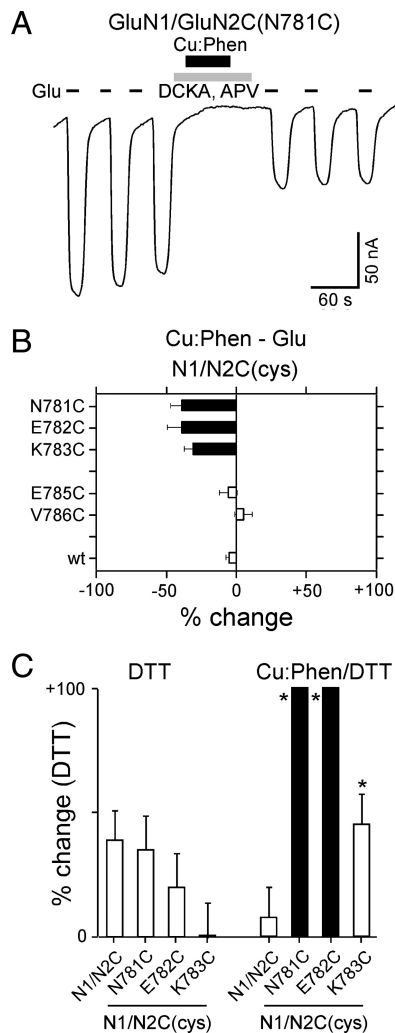 A
GluN1/GluN2C(N781C)
Cu:Phen
Glu
DCKA, APV
50 nA
60 s
B
Cu:Phen - Glu
N1/N2C(cys)
N781C
E782C
K783C
E785C
V786C
wt
-100 -50 0 +50 +100
% change
C
DTT Cu:Phen/DTT
+100
% change (DTT)
0
N1/N2C N781C E782C K783C N1/N2C N781C E782C K783C
* * *
N1/N2C(cys) N1/N2C(cys)